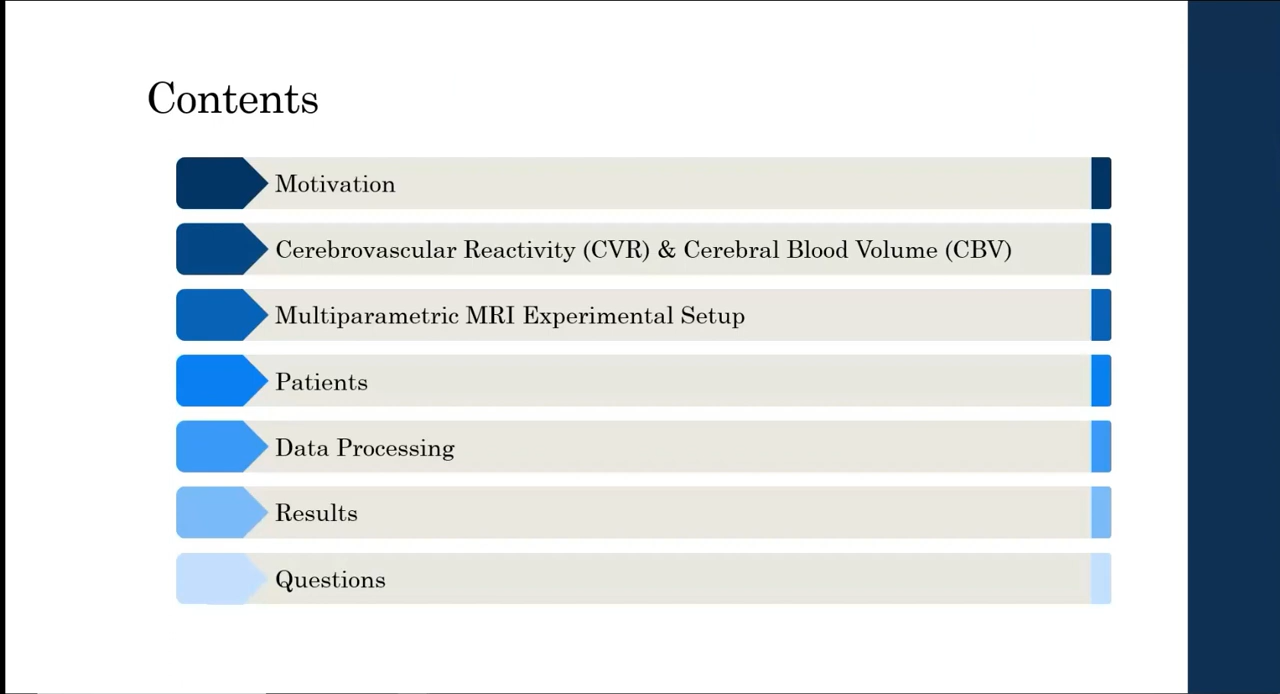 Contents
Motivation
Cerebrovascular Reactivity (CVR) & Cerebral Blood Volume (CBV)
Multiparametric MRI Experimental Setup
Patients
Data Processing
Results
Questions